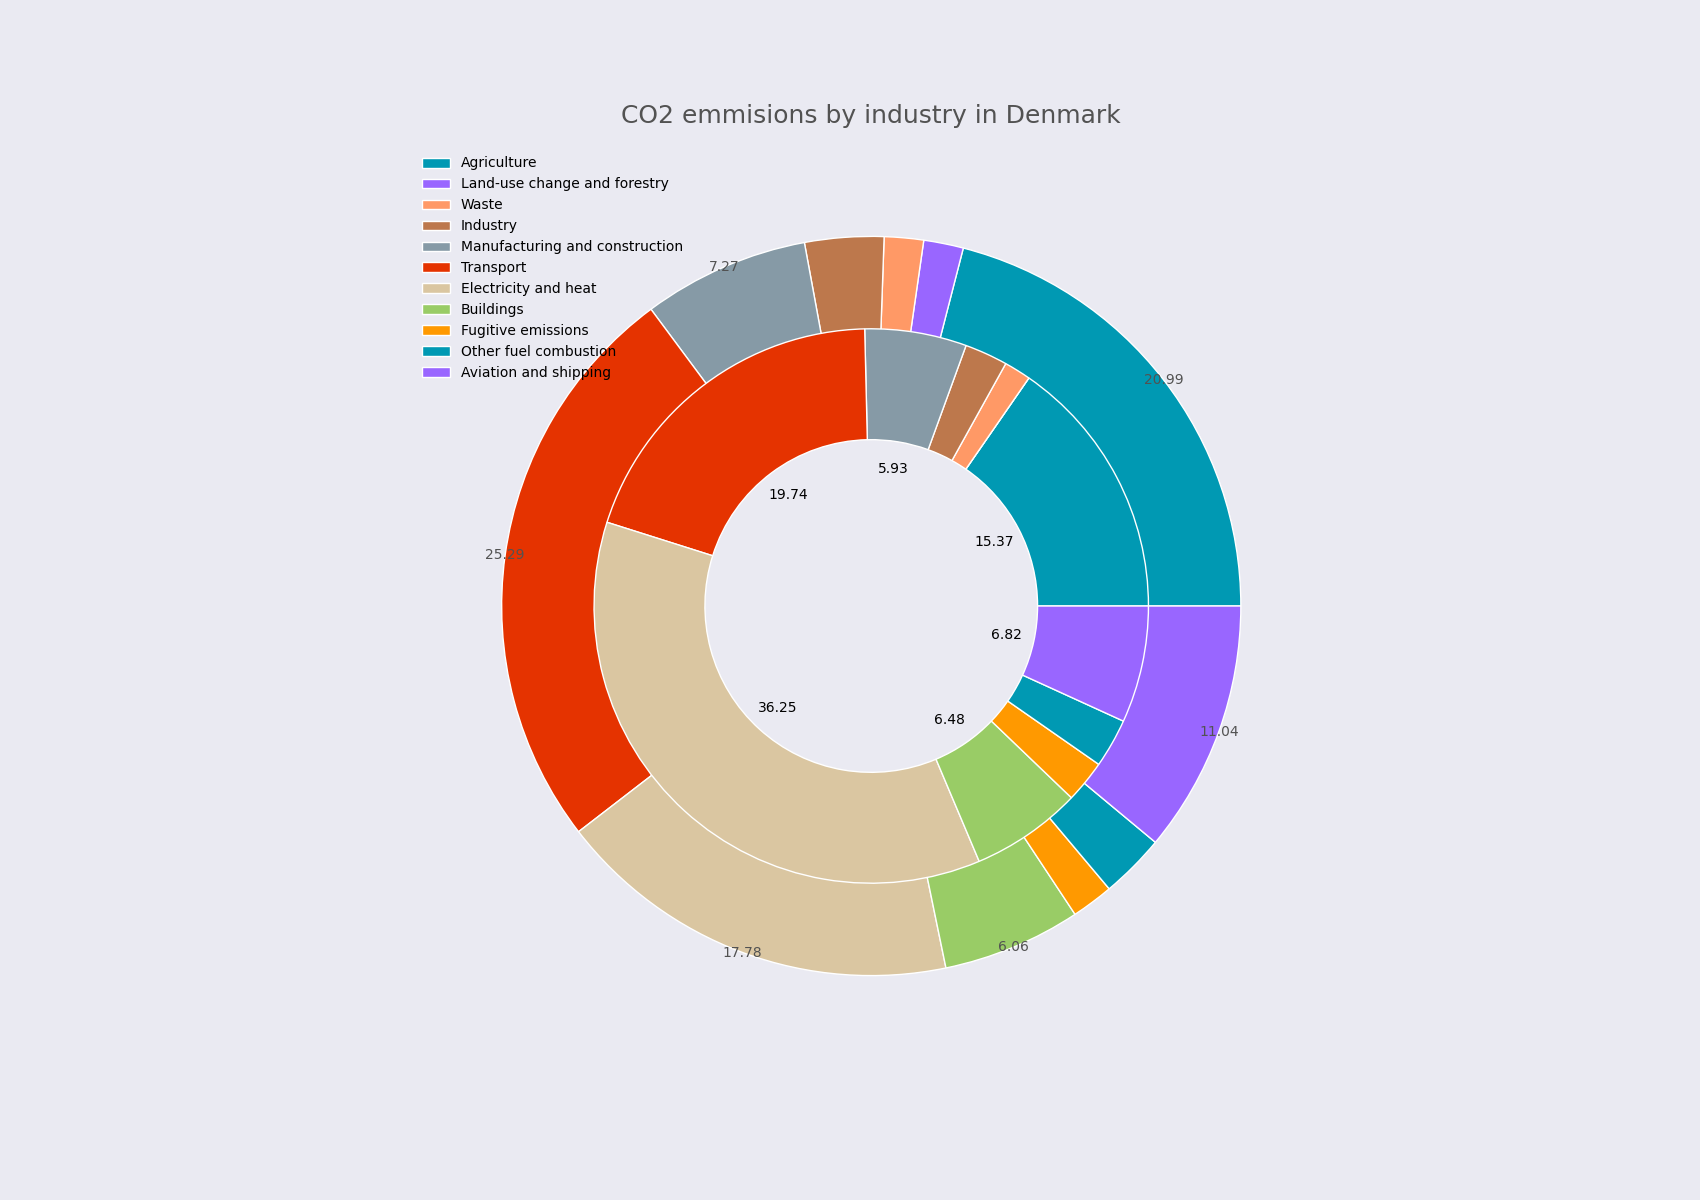 CO2 emmisions by industry in Denmark
Agriculture
Land-use change and forestry
Waste
Industry
Manufacturing and construction
Transport
Electricity and heat
Buildings
Fugitive emissions
Other fuel combustion
Aviation and shipping
7.27
20.99
5.93
19.74
15.37
25.29
6.82
36.25
6.48
11.04
6.06
17.78